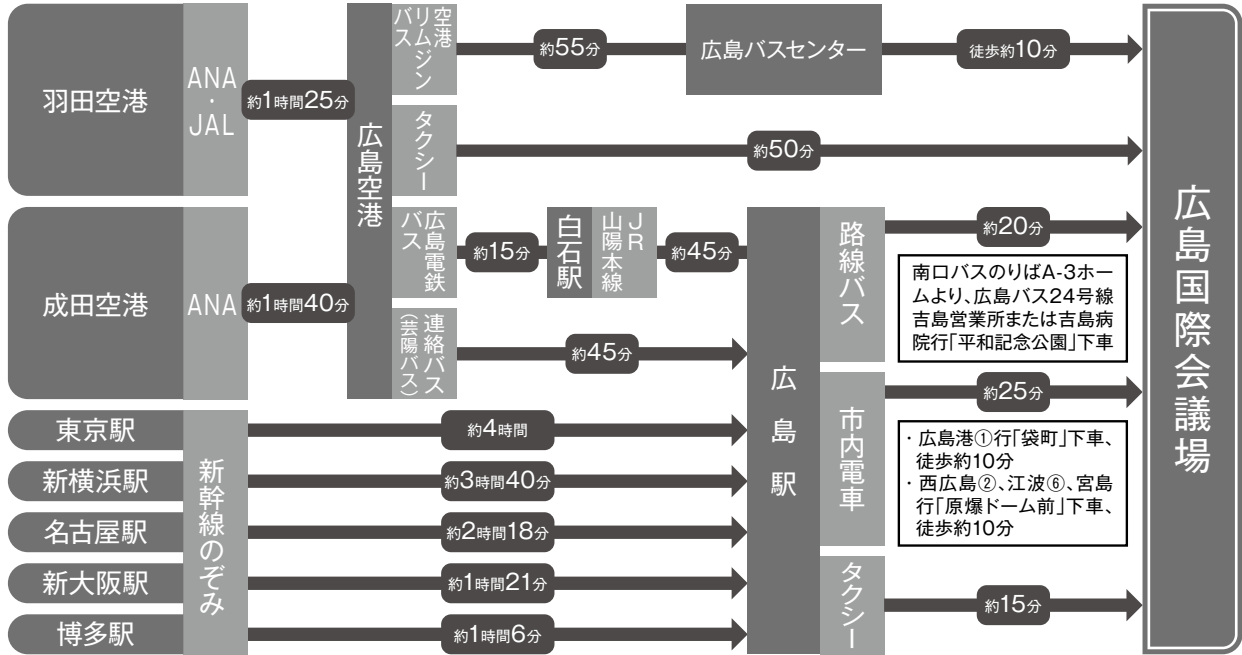 羽田空港
ANA・JAL
約1時間25分
成田空港
ANA
約1時間40分
広島空港
空港リムジンバス
約55分
広島バスセンター
徒歩約10分
タクシー
約50分
広島電鉄バス
約15分
白石駅
JR山陽本線
約45分
連絡バス
(芸陽バス)
約45分
東京駅
新横浜駅
名古屋駅
新大阪駅
博多駅
新幹線のぞみ
約4時間
約3時間40分
約2時間18分
約1時間21分
約1時間6分
広島駅
路線バス
約20分
南口バスのりばA-3ホー
ムより、広島バス24号線
吉島営業所または吉島病
院行「平和記念公園」下車
市内電車
約25分
・広島港①行「袋町」下車、
徒歩約10分
・西広島②、江波⑥、宮島
行「原爆ドーム前」下車、
徒歩約10分
タクシー
約15分
広島国際会議場